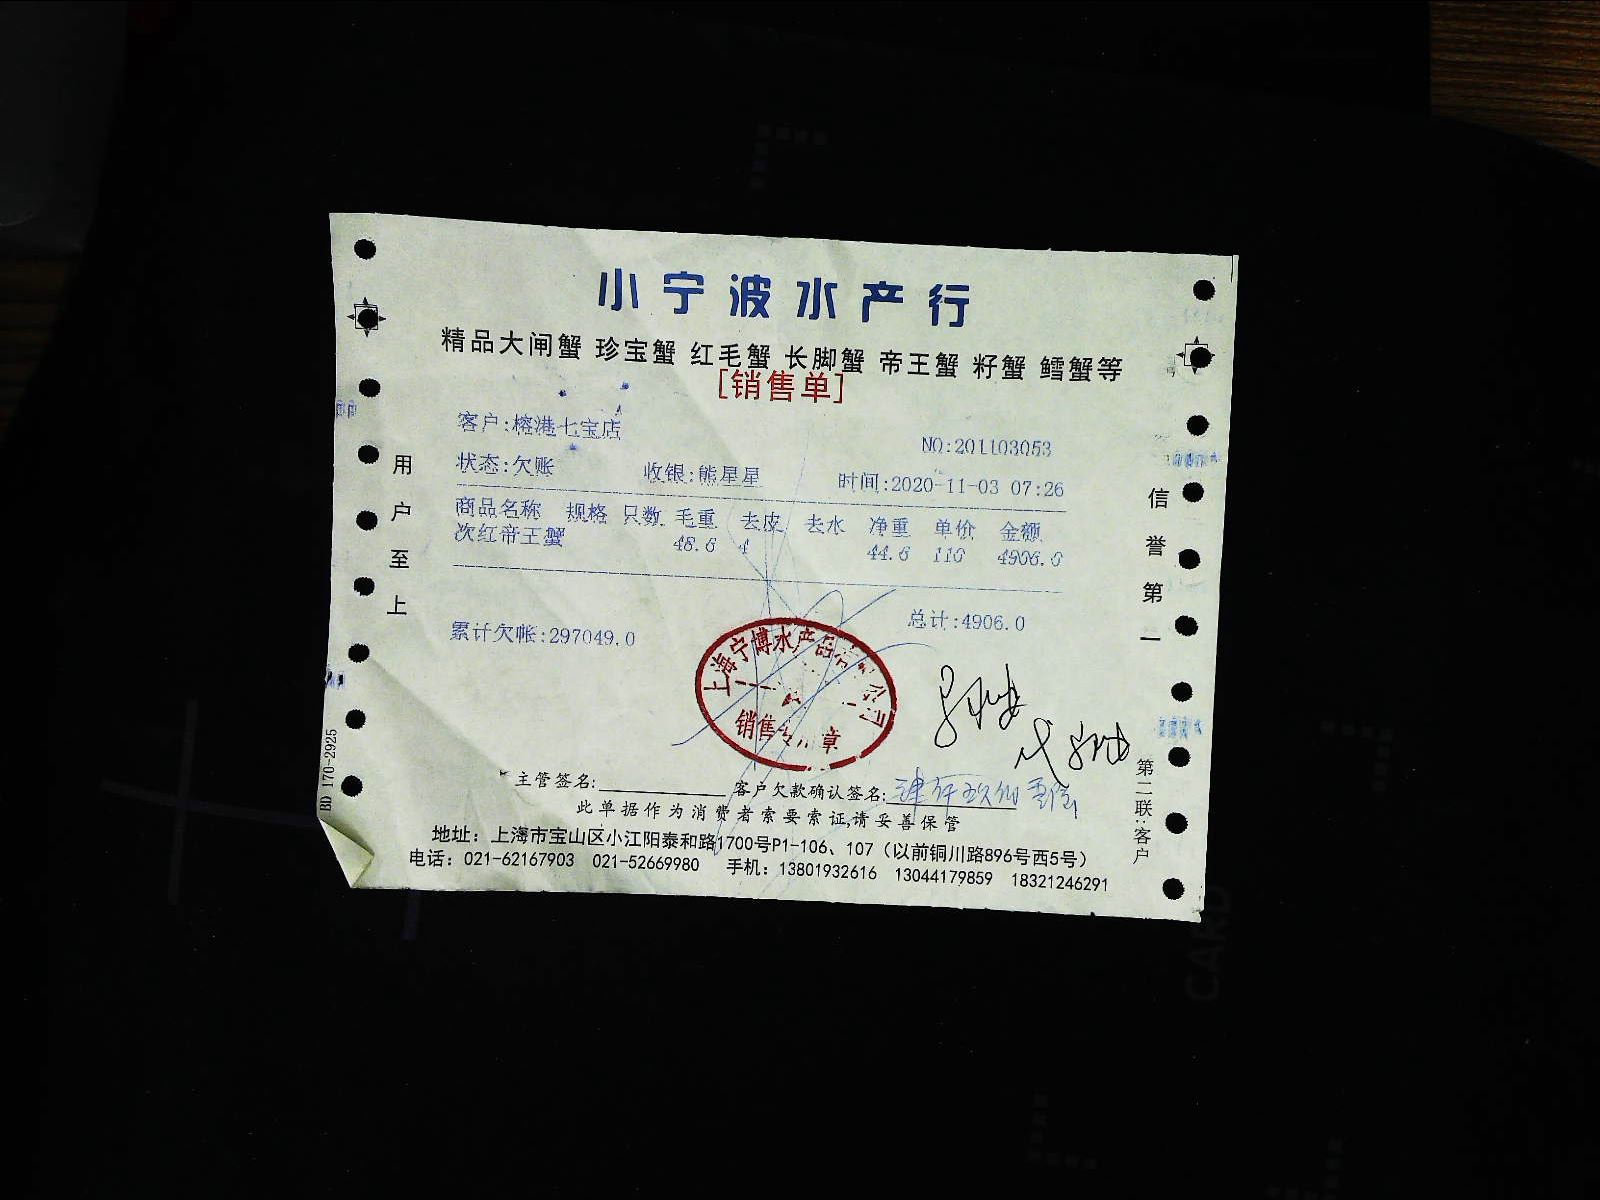 小宁波水产行
精品大闸蟹 珍宝蟹 红毛蟹 长脚蟹 帝王蟹 籽蟹 鳕蟹等
[销售单]
客户:榕港七宝店
NO:201103053
状态:欠账 收银:熊星星 时间:2020-11-03 07:26
商品名称 规格 只数 毛重 去皮 去水 净重 单价 金额
次红帝王蟹 48.6 4 44.6 110 4906.0
累计欠帐:297049.0 总计:4906.0
上海宁博水产品有限公司
销售专用章
主管签名: 客户欠款确认签名:
此单据作为消费者索要索证,请妥善保管
地址: 上海市宝山区小江阳泰和路1700号P1-106、107 (以前铜川路896号西5号)
电话: 021-62167903 021-52669980 手机: 13801932616 13044179859 18321246291
用户至上
信誉第一
第二联:客户
BD 170-2925
CARD